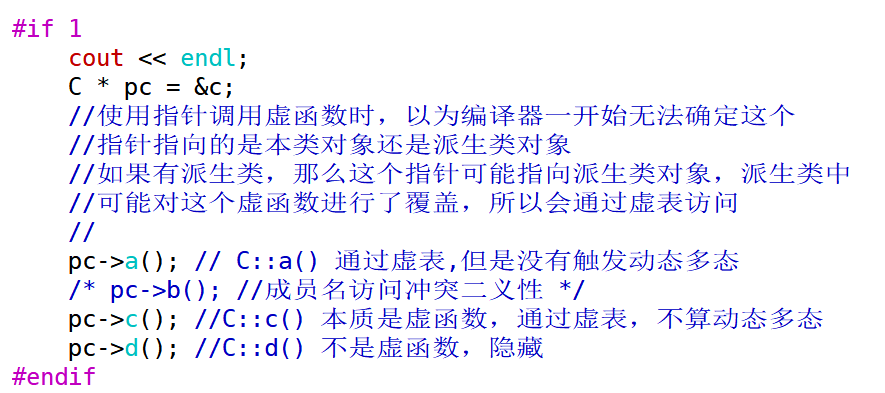 #if 1
    cout << endl;
    C * pc = &c;
    //使用指针调用虚函数时，以为编译器一开始无法确定这个
    //指针指向的是本类对象还是派生类对象
    //如果有派生类，那么这个指针可能指向派生类对象，派生类中
    //可能对这个虚函数进行了覆盖，所以会通过虚表访问
    //
    pc->a(); // C::a() 通过虚表,但是没有触发动态多态
    /* pc->b(); //成员名访问冲突二义性 */
    pc->c(); //C::c() 本质是虚函数，通过虚表，不算动态多态
    pc->d(); //C::d() 不是虚函数，隐藏
#endif